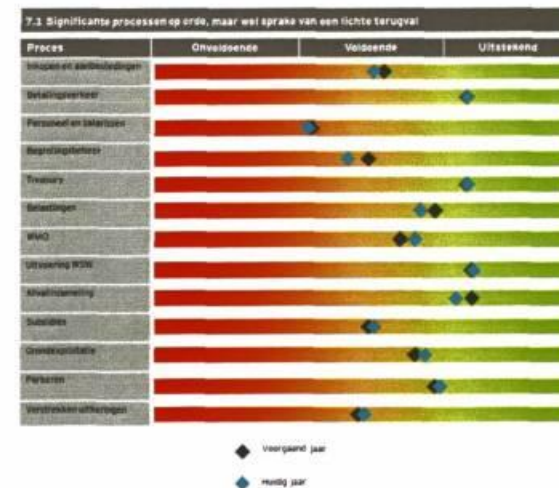 7.1 Significante processen op orde, maar wel sprake van een lichte terugval
Proces Onvoldoende Voldoende Uitstekend
Inkopen en aanbestedingen
Betalingsverkeer
Personeel en salarissen
Begrotingsbeheer
Treasury
Belastingen
WMO
Uitvoering WSW
Afvalinzameling
Subsidies
Grondexploitatie
Parkeren
Verstrekken uitkeringen
Voorgaand jaar
Huidig jaar